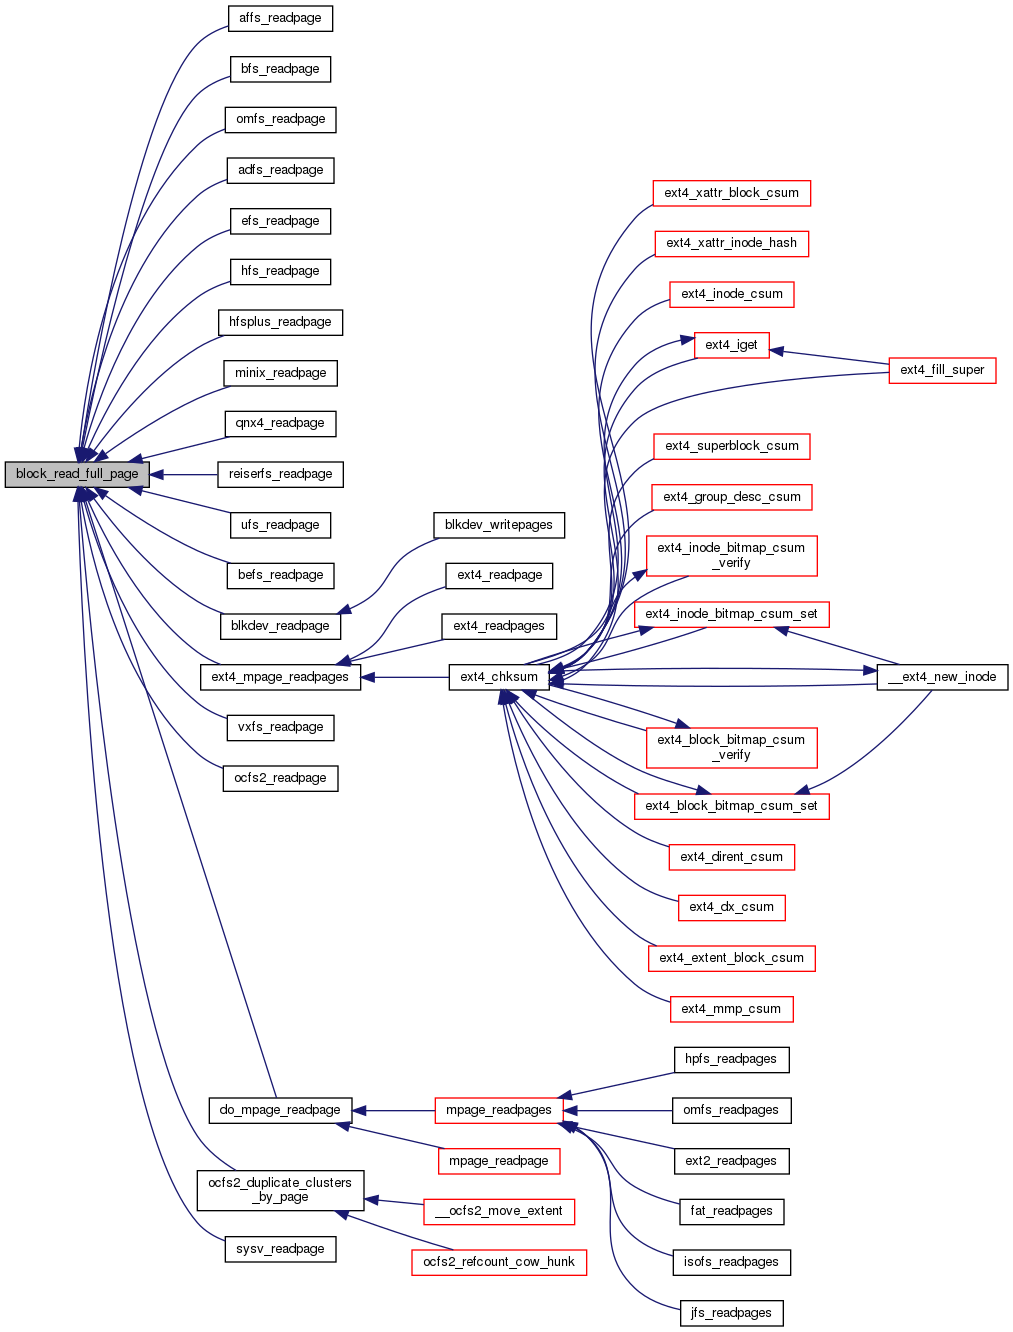 affs_readpage
bfs_readpage
omfs_readpage
adfs_readpage
efs_readpage
hfs_readpage
hfsplus_readpage
minix_readpage
qnx4_readpage
block_read_full_page
reiserfs_readpage
ufs_readpage
befs_readpage
blkdev_readpage
ext4_mpage_readpages
vxfs_readpage
ocfs2_readpage
do_mpage_readpage
ocfs2_duplicate_clusters
_by_page
sysv_readpage
blkdev_writepages
ext4_readpage
ext4_readpages
ext4_chksum
mpage_readpages
mpage_readpage
__ocfs2_move_extent
ocfs2_refcount_cow_hunk
ext4_xattr_block_csum
ext4_xattr_inode_hash
ext4_inode_csum
ext4_iget
ext4_superblock_csum
ext4_group_desc_csum
ext4_inode_bitmap_csum
_verify
ext4_inode_bitmap_csum_set
ext4_block_bitmap_csum
_verify
ext4_block_bitmap_csum_set
ext4_dirent_csum
ext4_dx_csum
ext4_extent_block_csum
ext4_mmp_csum
hpfs_readpages
omfs_readpages
ext2_readpages
fat_readpages
isofs_readpages
jfs_readpages
ext4_fill_super
__ext4_new_inode